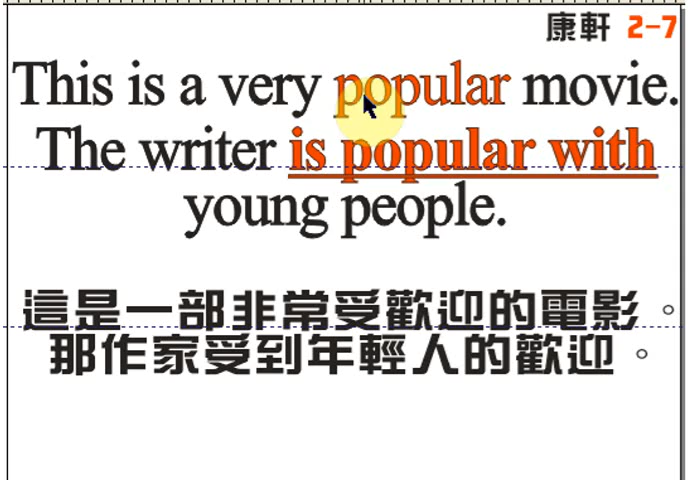 康軒 2-7
This is a very popular movie.
The writer is popular with
young people.
這是一部非常受歡迎的電影。
那作家受到年輕人的歡迎。